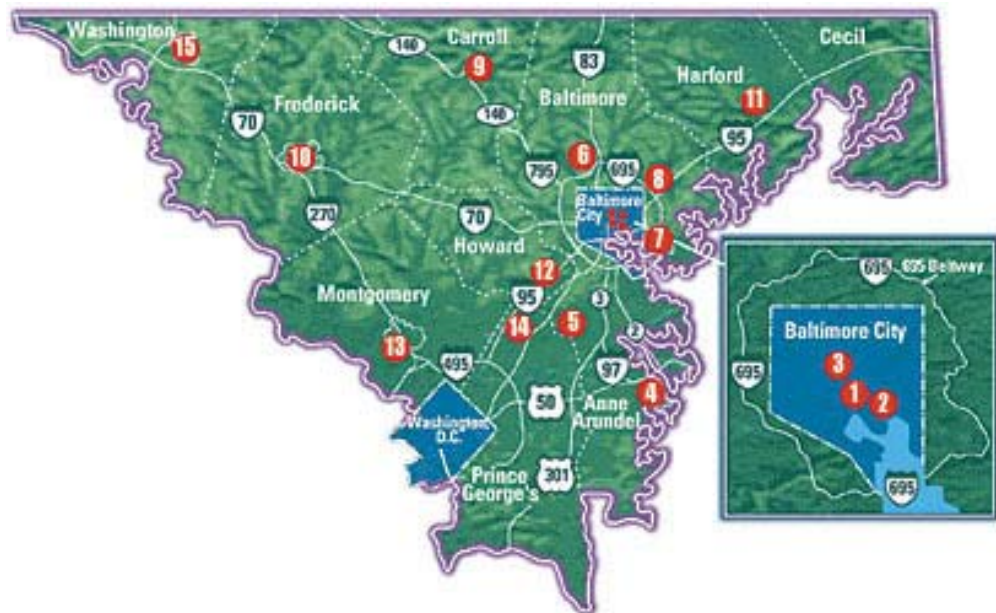 Washington
15
140
Carroll
9
83
Cecil
Harford
11
Frederick
Baltimore
70
140
95
10
6
795
695
8
270
Baltimore
City
70
7
Howard
12
Montgomery
95
3
14
5
2
13
495
97
4
50
Anne
Arundel
Washington,
D.C.
Prince
George's
301
695
695 Beltway
Baltimore City
695
3
1
2
695